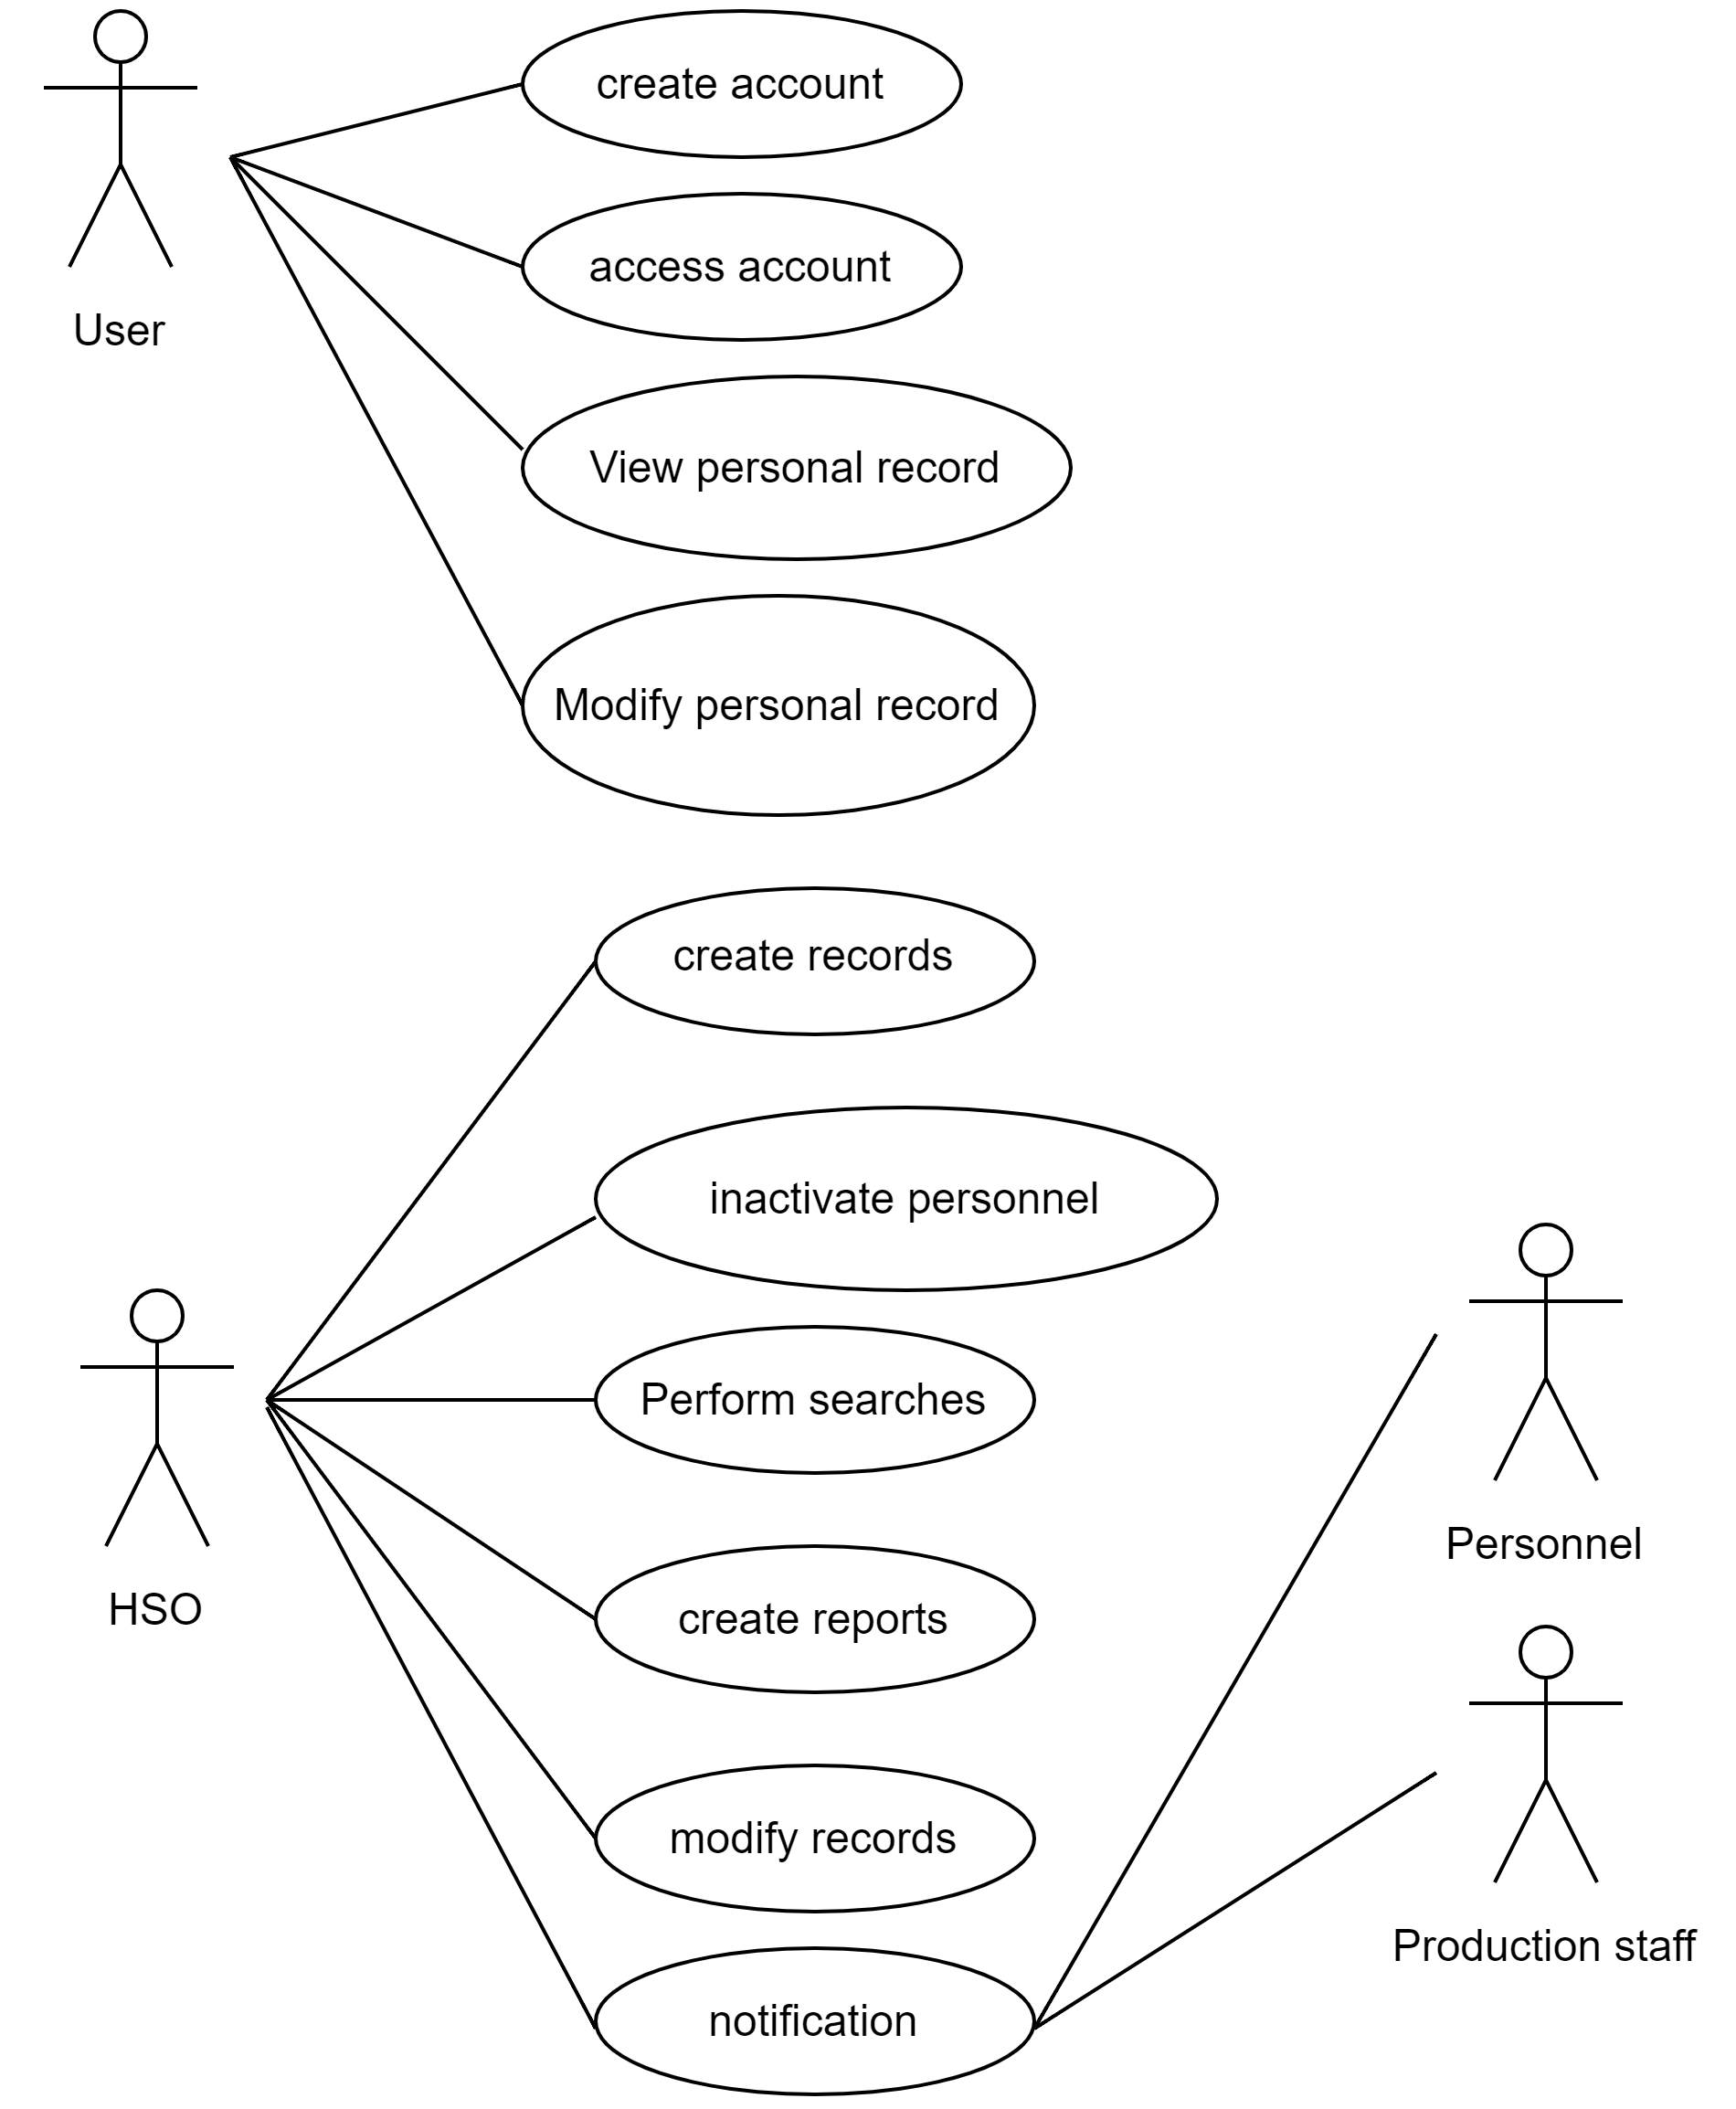 create account
access account
User
View personal record
Modify personal record
create records
inactivate personnel
Perform searches
HSO
Personnel
create reports
modify records
Production staff
notification